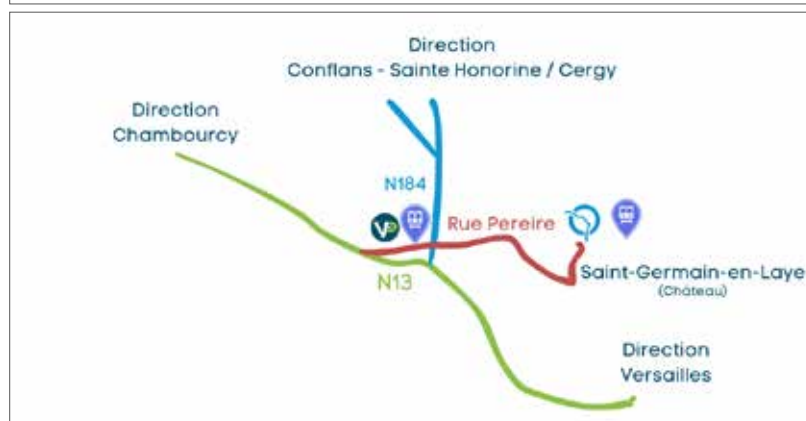 Direction
Conflans - Sainte Honorine / Cergy
Direction
Chambourcy
N184
Rue Pereire
Saint-Germain-en-Laye
(Château)
N13
Direction
Versailles